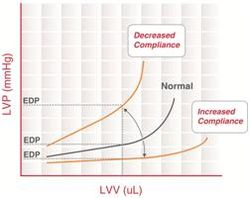 Decreased
Compliance
LVP (mmHg)
EDP
Normal
Increased
Compliance
EDP
EDP
LVV (uL)